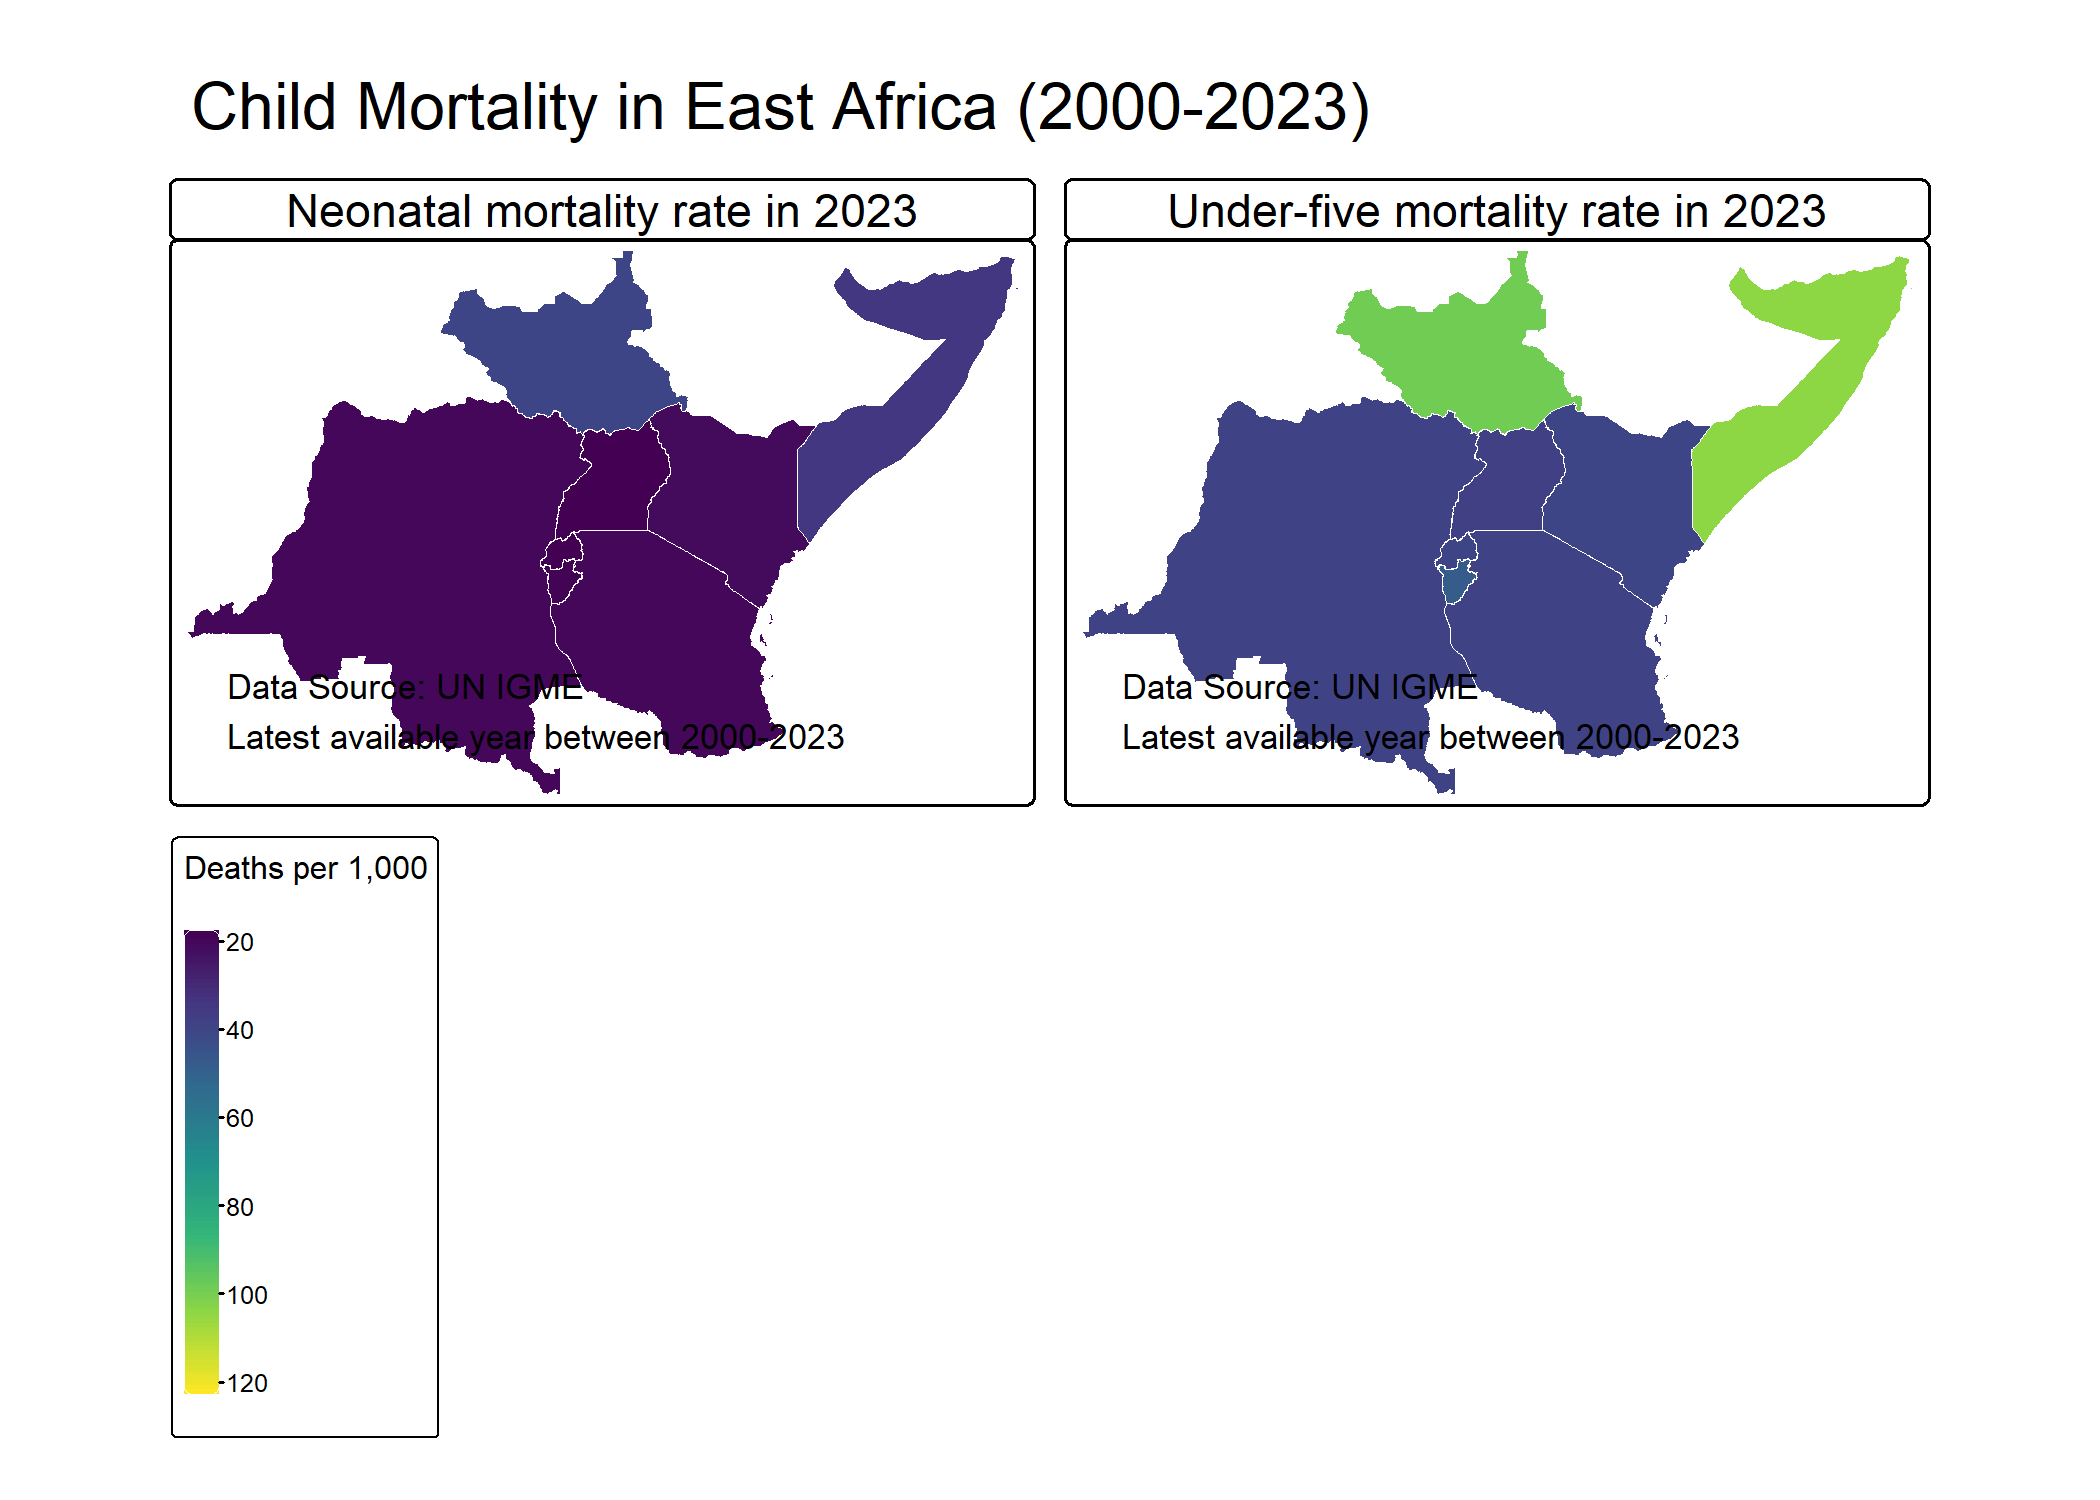 Child Mortality in East Africa (2000-2023)
Neonatal mortality rate in 2023
Under-five mortality rate in 2023
Data Source: UN IGME
Latest available year between 2000-2023
Data Source: UN IGME
Latest available year between 2000-2023
Deaths per 1,000
20
40
60
80
100
120